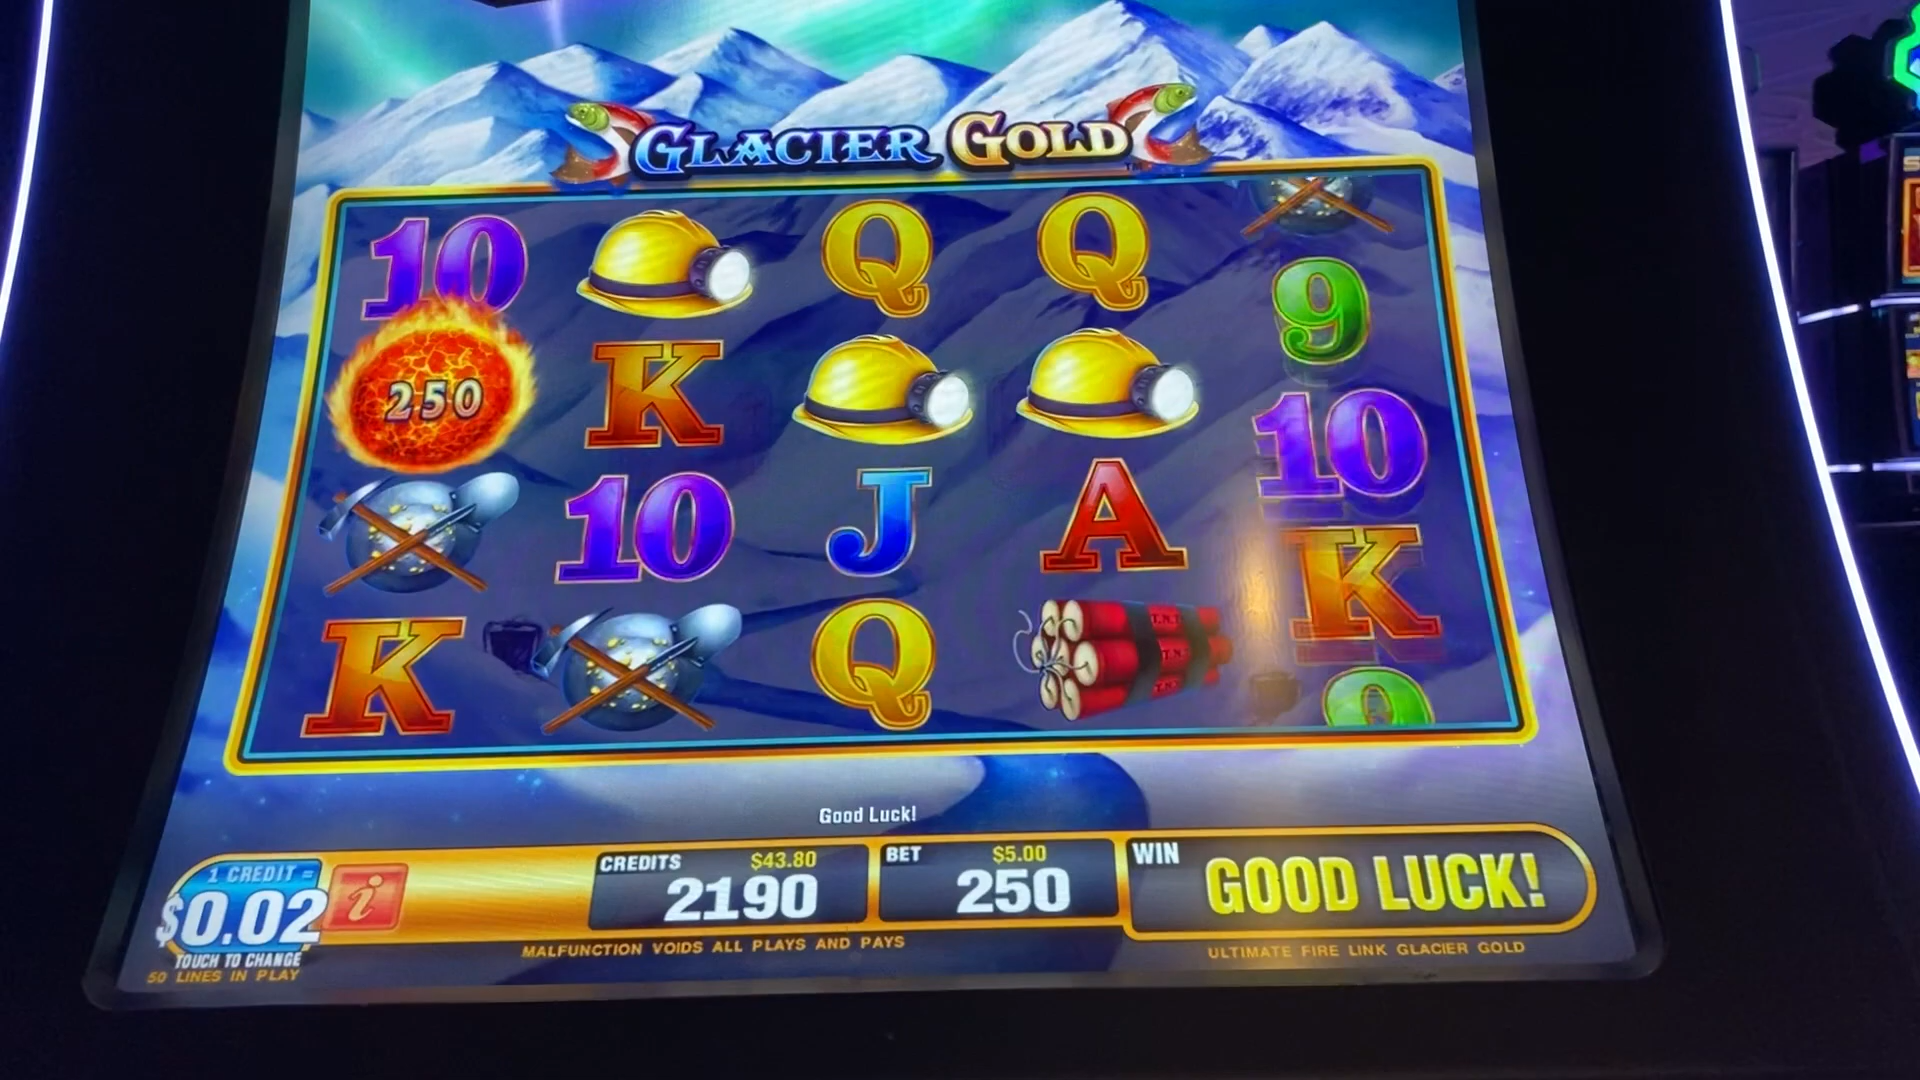 GLACIER GOLD
10 Q Q
9
250 K
10
10 J A
K
K Q T.N.T
T.N.T
T.N.T
9
Good Luck!
1 CREDIT =
$0.02
TOUCH TO CHANGE
50 LINES IN PLAY
i
CREDITS $43.80
2190
BET $5.00
250
WIN GOOD LUCK!
MALFUNCTION VOIDS ALL PLAYS AND PAYS
ULTIMATE FIRE LINK GLACIER GOLD